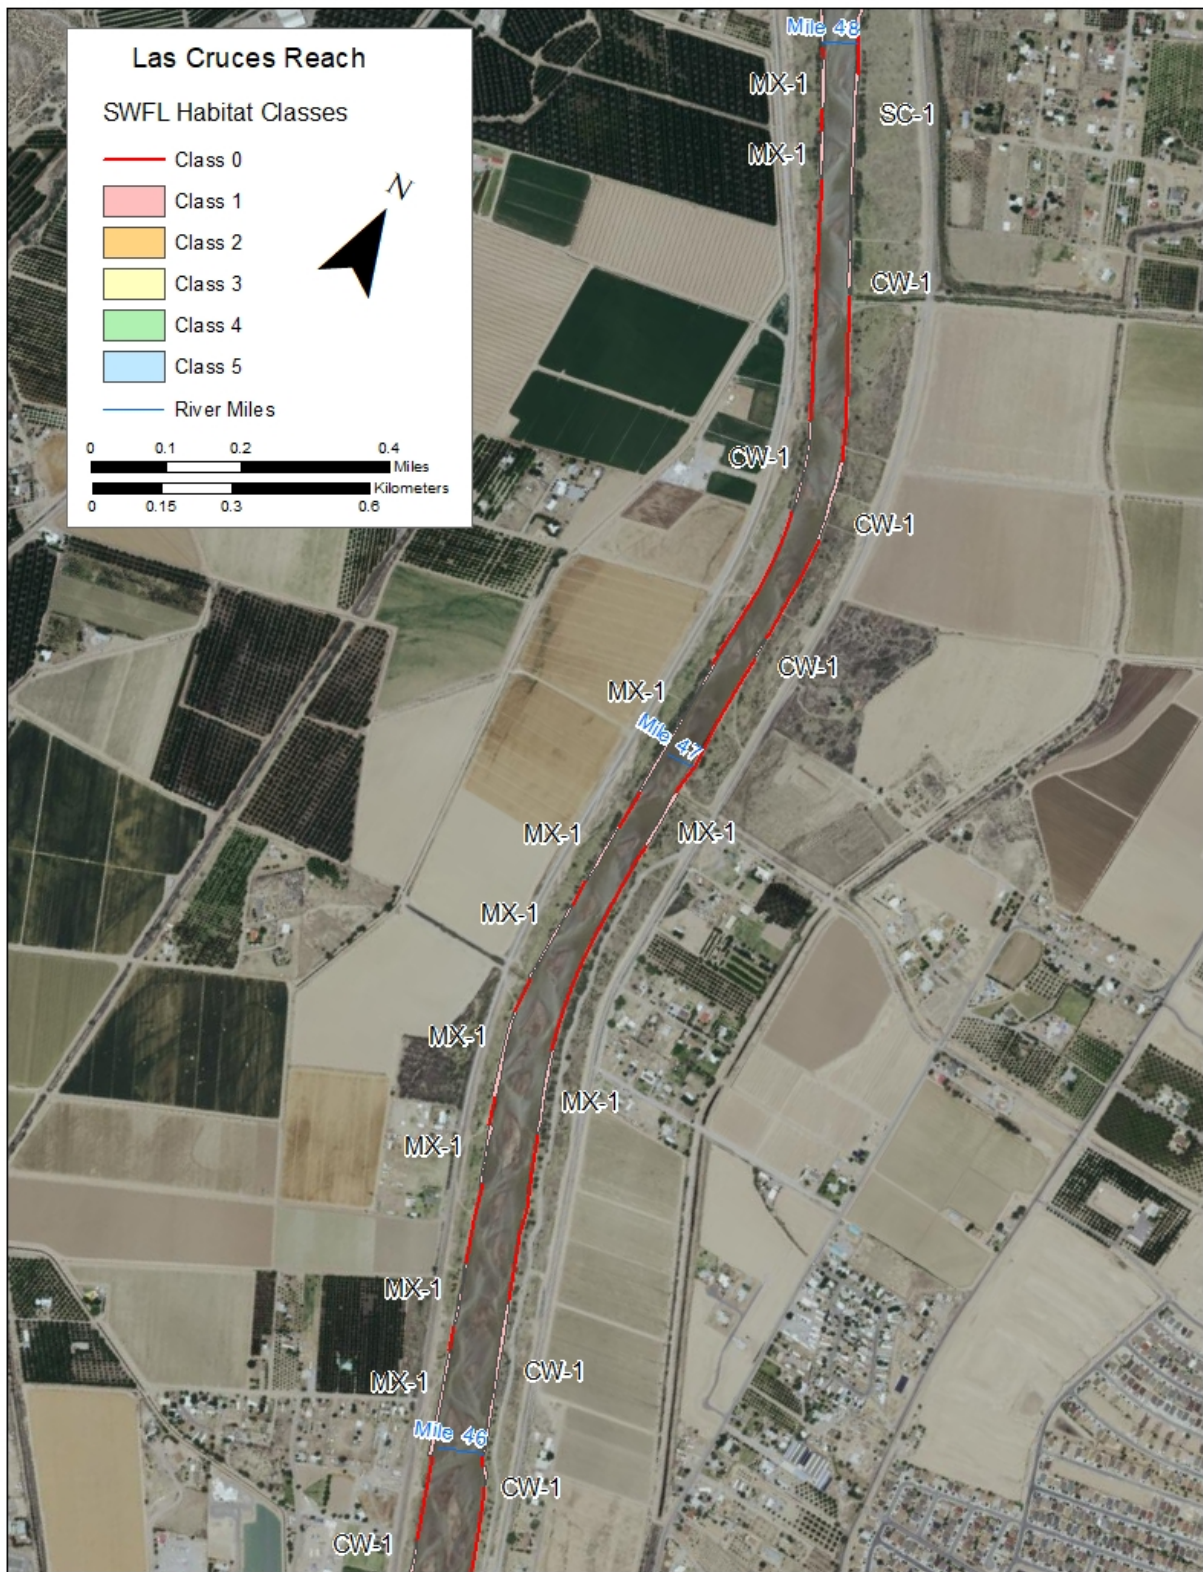 Las Cruces Reach
SWFL Habitat Classes
Class 0
Class 1
Class 2
Class 3
Class 4
Class 5
River Miles
N
0 0.1 0.2 0.4
Miles
Kilometers
0 0.15 0.3 0.6
Mile 48
MX-1
SC-1
MX-1
CW-1
CW-1
CW-1
CW-1
MX-1
Mile 47
MX-1
MX-1
MX-1
MX-1
MX-1
MX-1
MX-1
CW-1
MX-1
Mile 46
CW-1
CW-1